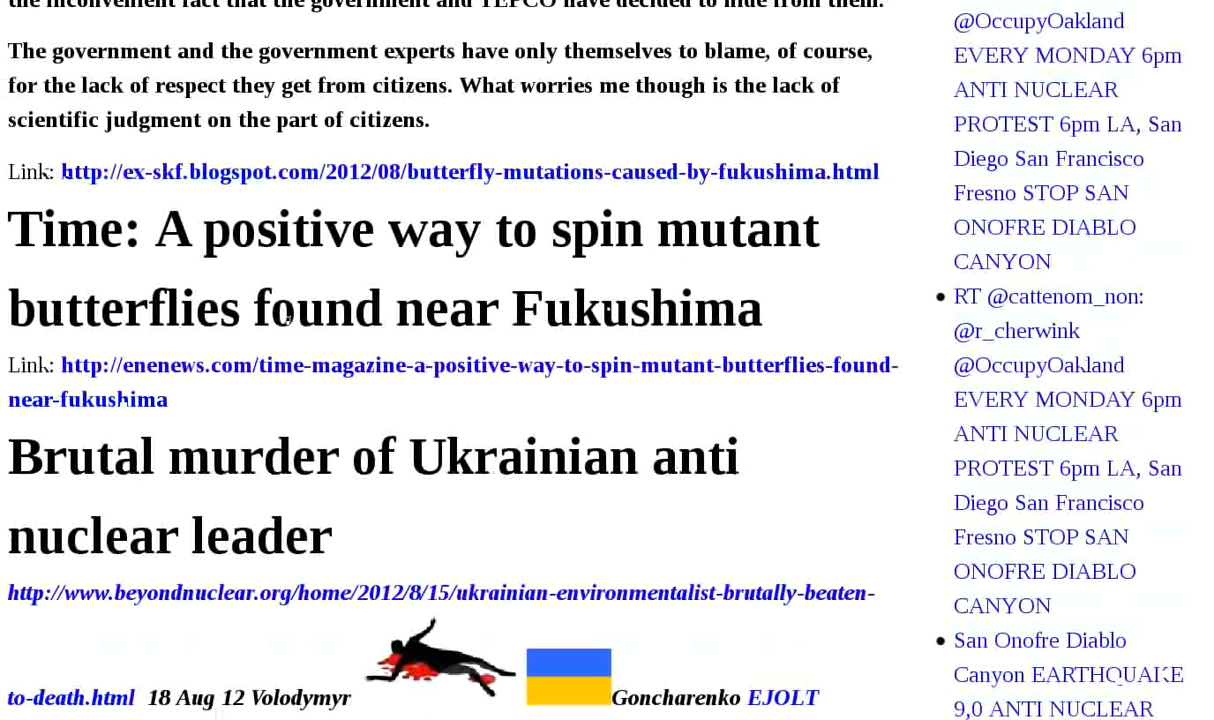 the inconvenient fact that the government and TEPCO have decided to hide from them.
The government and the government experts have only themselves to blame, of course,
for the lack of respect they get from citizens. What worries me though is the lack of
scientific judgment on the part of citizens.
Link: http://ex-skf.blogspot.com/2012/08/butterfly-mutations-caused-by-fukushima.html
Time: A positive way to spin mutant
butterflies found near Fukushima
Link: http://enenews.com/time-magazine-a-positive-way-to-spin-mutant-butterflies-found-
near-fukushima
Brutal murder of Ukrainian anti
nuclear leader
http://www.beyondnuclear.org/home/2012/8/15/ukrainian-environmentalist-brutally-beaten-
to-death.html 18 Aug 12 Volodymyr Goncharenko EJOLT
@OccupyOakland
EVERY MONDAY 6pm
ANTI NUCLEAR
PROTEST 6pm LA, San
Diego San Francisco
Fresno STOP SAN
ONOFRE DIABLO
CANYON
RT @cattenom_non:
@r_cherwink
@OccupyOakland
EVERY MONDAY 6pm
ANTI NUCLEAR
PROTEST 6pm LA, San
Diego San Francisco
Fresno STOP SAN
ONOFRE DIABLO
CANYON
San Onofre Diablo
Canyon EARTHQUAKE
9,0 ANTI NUCLEAR